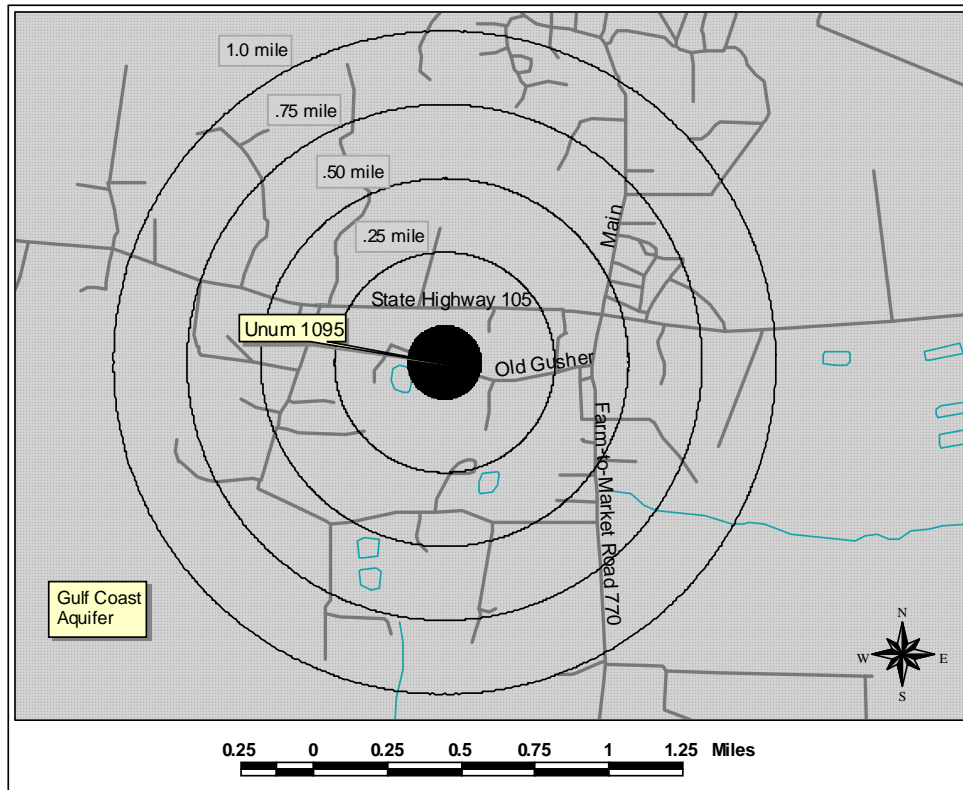 1.0 mile
.75 mile
.50 mile
.25 mile
Main
State Highway 105
Unum 1095
Old Gusher
Farm-to-Market Road 770
Gulf Coast
Aquifer
N
W
E
S
0.25 0 0.25 0.5 0.75 1 1.25 Miles